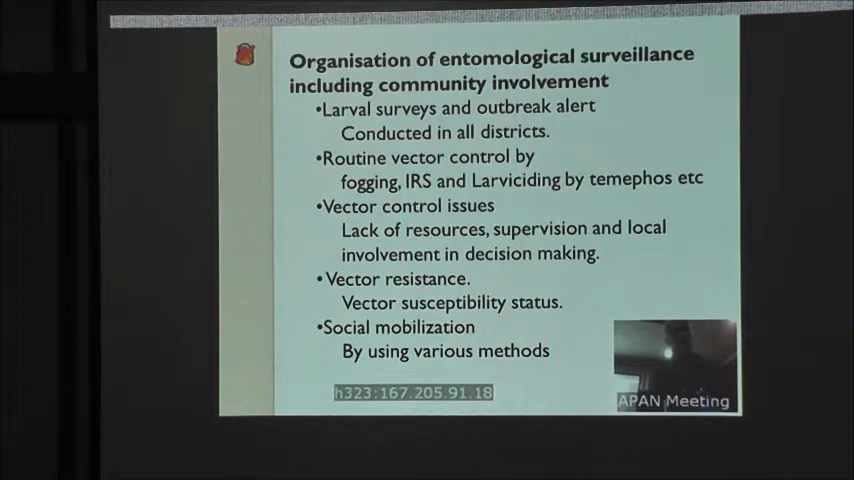 Organisation of entomological surveillance
including community involvement
•Larval surveys and outbreak alert
Conducted in all districts.
•Routine vector control by
fogging, IRS and Larviciding by temephos etc
•Vector control issues
Lack of resources, supervision and local
involvement in decision making.
•Vector resistance.
Vector susceptibility status.
•Social mobilization
By using various methods
h323:167.205.91.18
APAN Meeting